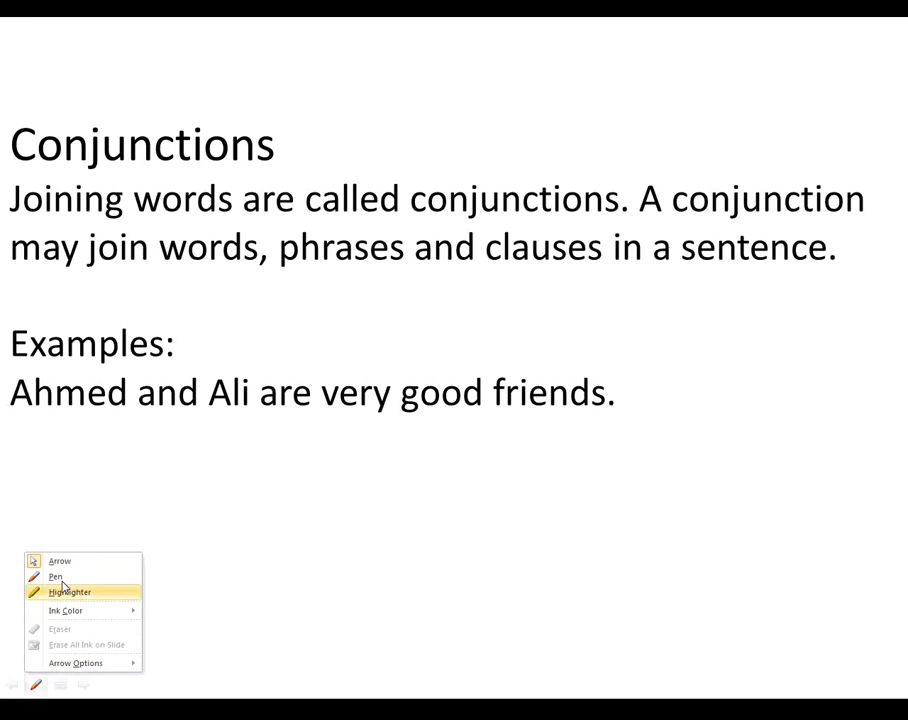 Conjunctions
Joining words are called conjunctions. A conjunction
may join words, phrases and clauses in a sentence.
Examples:
Ahmed and Ali are very good friends.
Arrow
Pen
Highlighter
Ink Color
Eraser
Erase All Ink on Slide
Arrow Options